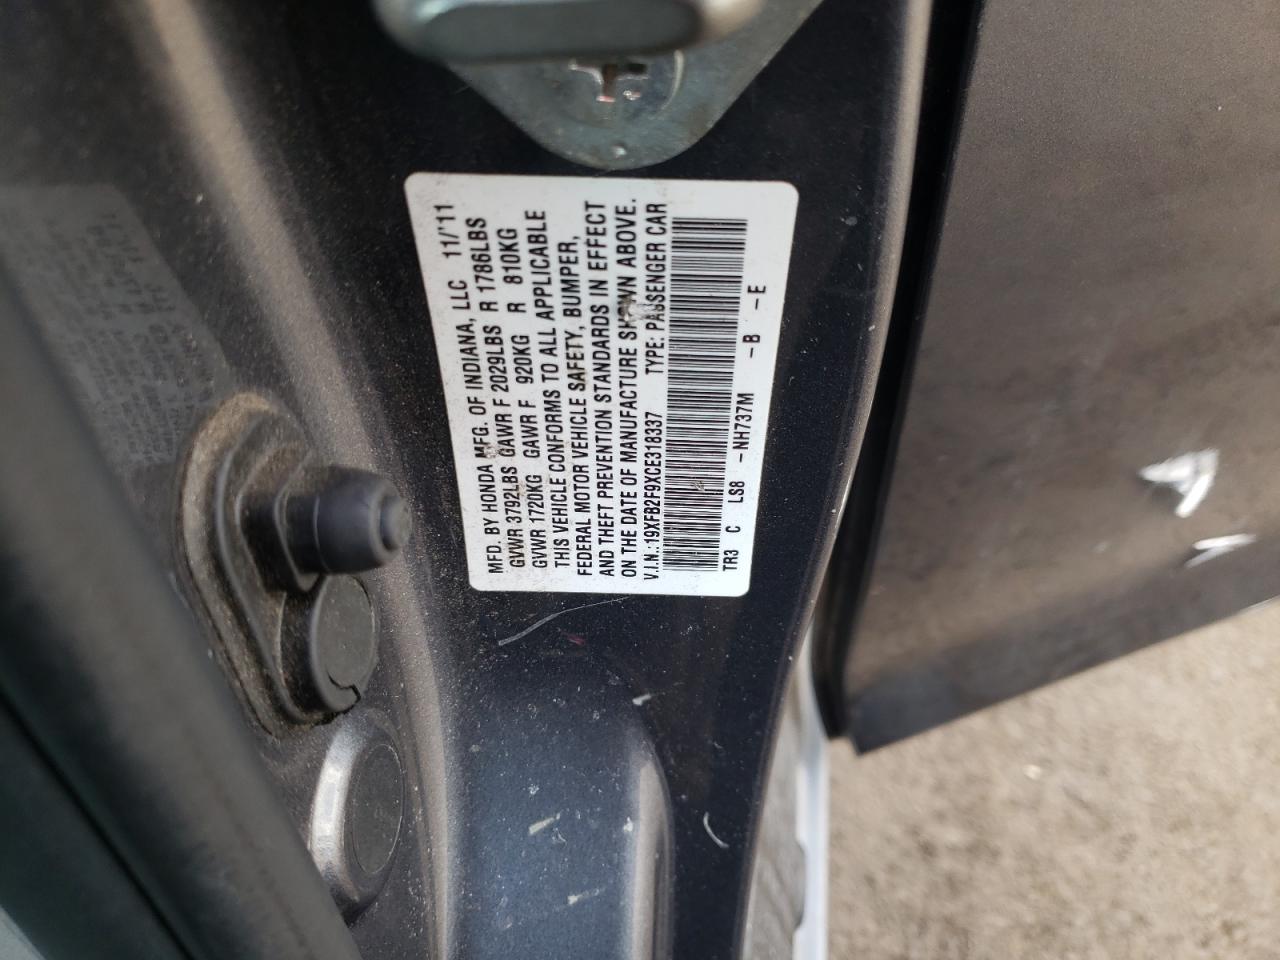 MFD. BY HONDA MFG. OF INDIANA, LLC 11/'11
GVWR 3792LBS GAWR F 2029LBS R 1786LBS
GVWR 1720KG GAWR F 920KG R 810KG
THIS VEHICLE CONFORMS TO ALL APPLICABLE
FEDERAL MOTOR VEHICLE SAFETY, BUMPER,
AND THEFT PREVENTION STANDARDS IN EFFECT
ON THE DATE OF MANUFACTURE SHOWN ABOVE.
V.I.N.:19XFB2F9XCE318337 TYPE: PASSENGER CAR
TR3 C LS8 -NH737M -B -E